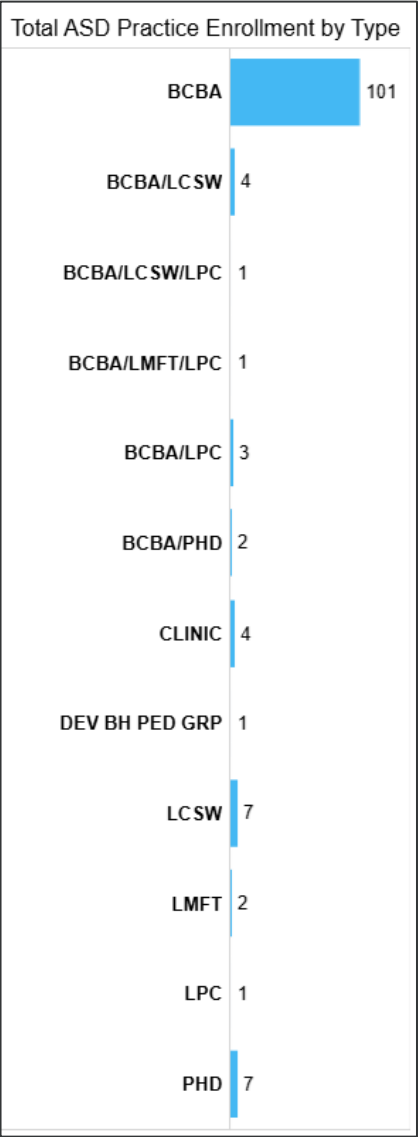 Total ASD Practice Enrollment by Type
BCBA 101
BCBA/LCSW 4
BCBA/LCSW/LPC 1
BCBA/LMFT/LPC 1
BCBA/LPC 3
BCBA/PHD 2
CLINIC 4
DEV BH PED GRP 1
LCSW 7
LMFT 2
LPC 1
PHD 7